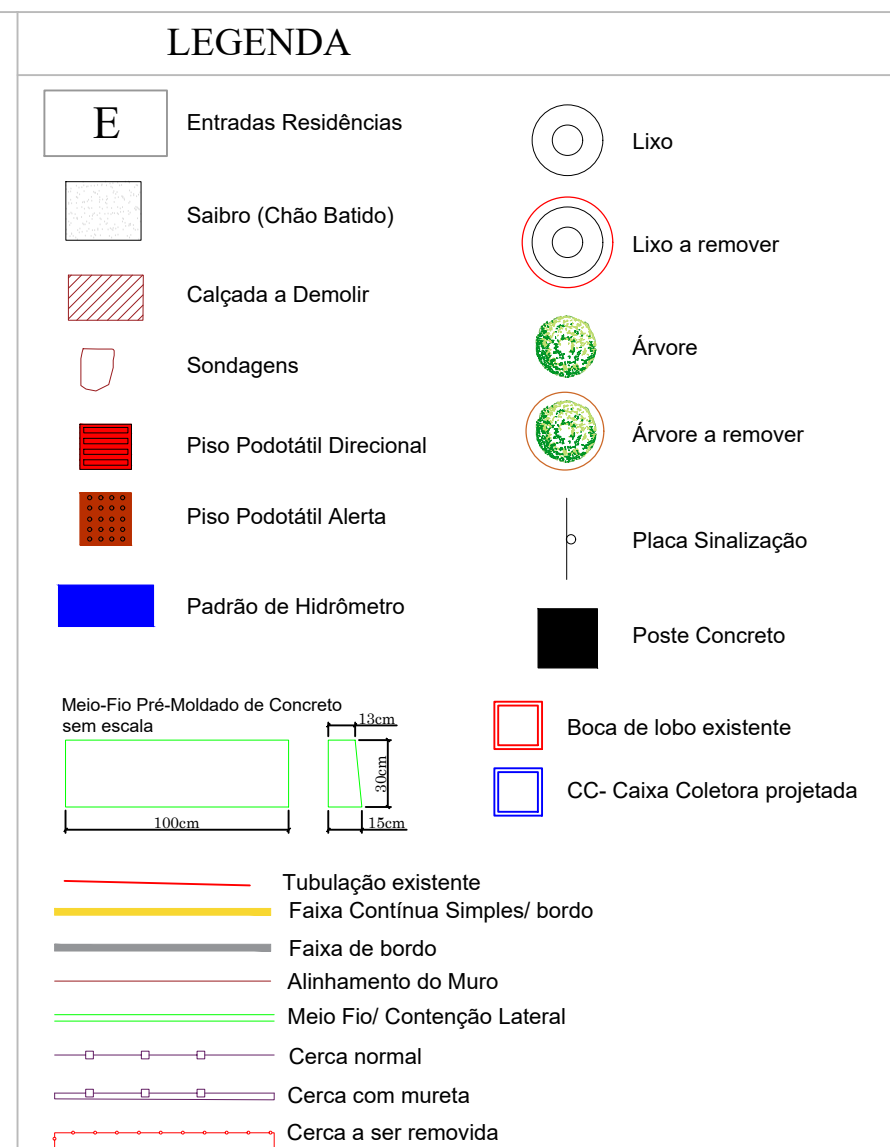 LEGENDA
E
Entradas Residências
Saibro (Chão Batido)
Calçada a Demolir
Sondagens
Piso Podotátil Direcional
Piso Podotátil Alerta
Padrão de Hidrômetro
Lixo
Lixo a remover
Árvore
Árvore a remover
Placa Sinalização
Poste Concreto
Meio-Fio Pré-Moldado de Concreto
sem escala
13cm
30cm
100cm
15cm
Boca de lobo existente
CC- Caixa Coletora projetada
Tubulação existente
Faixa Contínua Simples/ bordo
Faixa de bordo
Alinhamento do Muro
Meio Fio/ Contenção Lateral
Cerca normal
Cerca com mureta
Cerca a ser removida